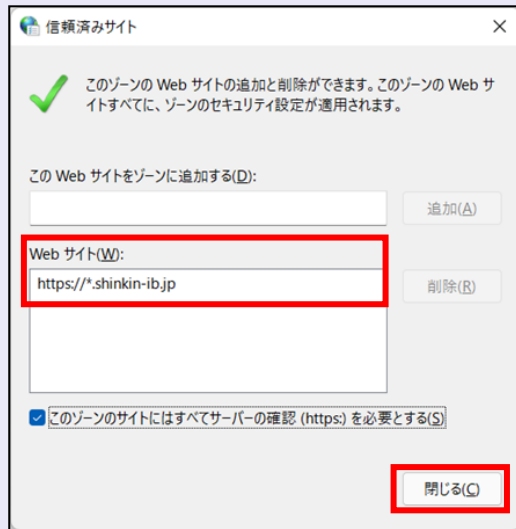 信頼済みサイト
このゾーンの Web サイトの追加と削除ができます。このゾーンの Web サ
イトすべてに、ゾーンのセキュリティ設定が適用されます。
この Web サイトをゾーンに追加する(D):
追加(A)
Web サイト(W):
https://*.shinkin-ib.jp
削除(R)
このゾーンのサイトにはすべてサーバーの確認 (https:) を必要とする(S)
閉じる(C)